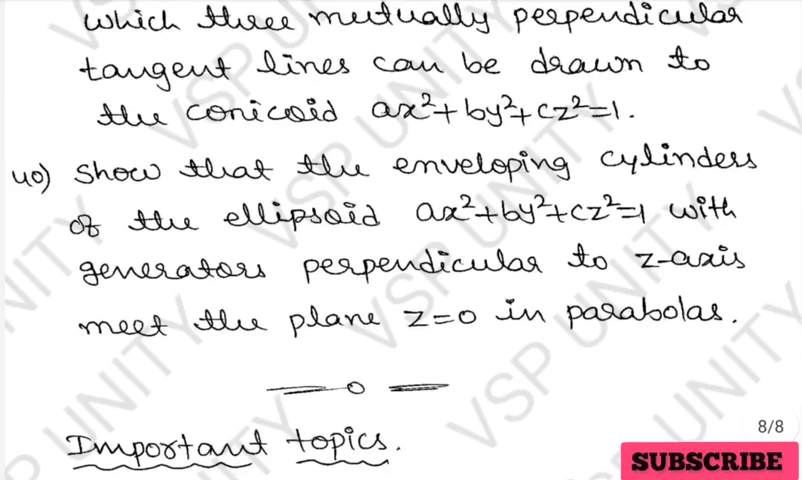 which three mutually perpendicular
tangent lines can be drawn to
the conicoid ax²+by²+cz²=1.
40) Show that the enveloping cylinders
of the ellipsoid ax²+by²+cz²=1 with
generators perpendicular to z-axis
meet the plane z=0 in parabolas.
8/8
Important topics.
SUBSCRIBE
VSP UNITY